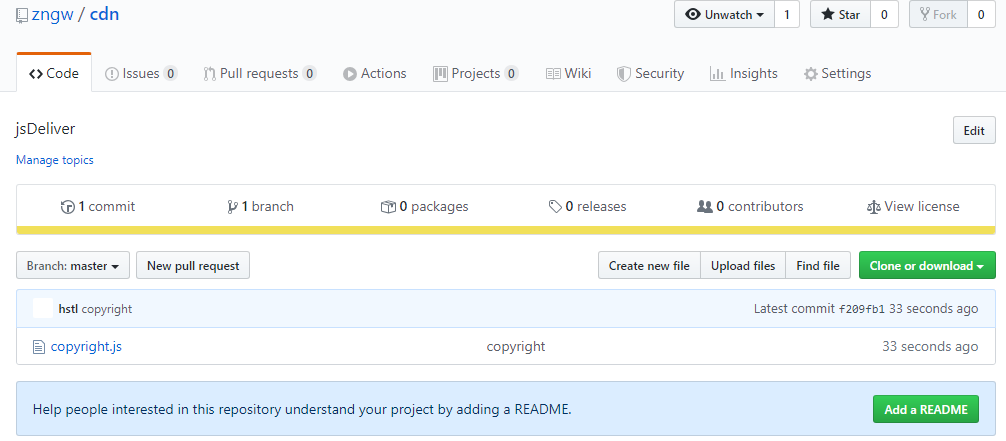 zngw / cdn Unwatch 1 Star 0 Fork 0
Code Issues 0 Pull requests 0 Actions Projects 0 Wiki Security Insights Settings
jsDeliver Edit
Manage topics
1 commit 1 branch 0 packages 0 releases 0 contributors View license
Branch: master New pull request Create new file Upload files Find file Clone or download
hstl copyright Latest commit f209fb1 33 seconds ago
copyright.js copyright 33 seconds ago
Help people interested in this repository understand your project by adding a README. Add a README